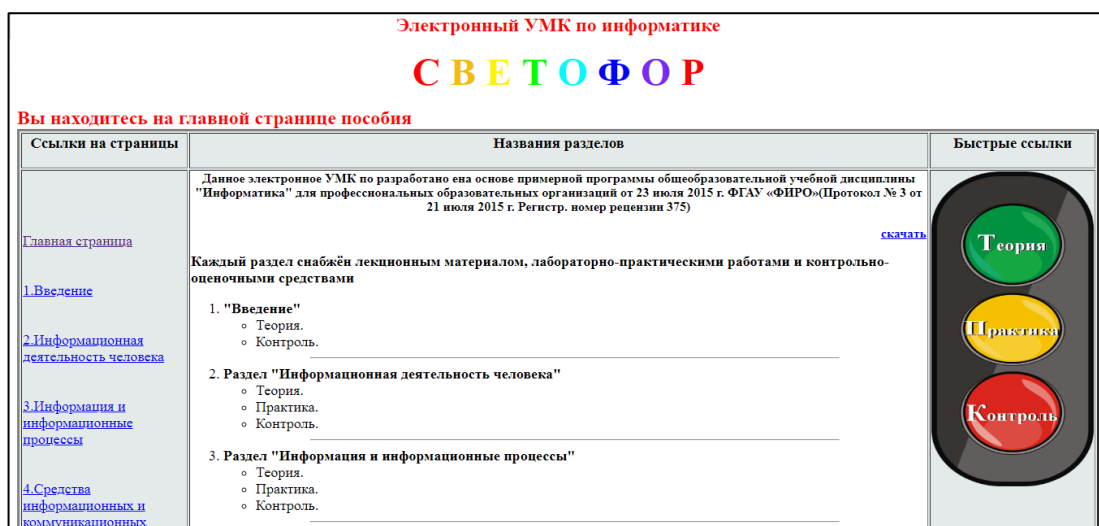 Электронный УМК по информатике
С В Е Т О Ф О Р
Вы находитесь на главной странице пособия
Ссылки на страницы
Названия разделов
Быстрые ссылки
Главная страница
1.Введение
2.Информационная
деятельность человека
3.Информация и
информационные
процессы
4.Средства
информационных и
коммуникационных
Данное электронное УМК по разработано ена основе примерной программы общеобразовательной учебной дисциплины
"Информатика" для профессиональных образовательных организаций от 23 июля 2015 г. ФГАУ «ФИРО»(Протокол № 3 от
21 июля 2015 г. Регистр. номер рецензии 375)
скачать
Каждый раздел снабжён лекционным материалом, лабораторно-практическими работами и контрольно-
оценочными средствами
1. "Введение"
Теория.
Контроль.
2. Раздел "Информационная деятельность человека"
Теория.
Практика.
Контроль.
3. Раздел "Информация и информационные процессы"
Теория.
Практика.
Контроль.
Теория
Практика
Контроль